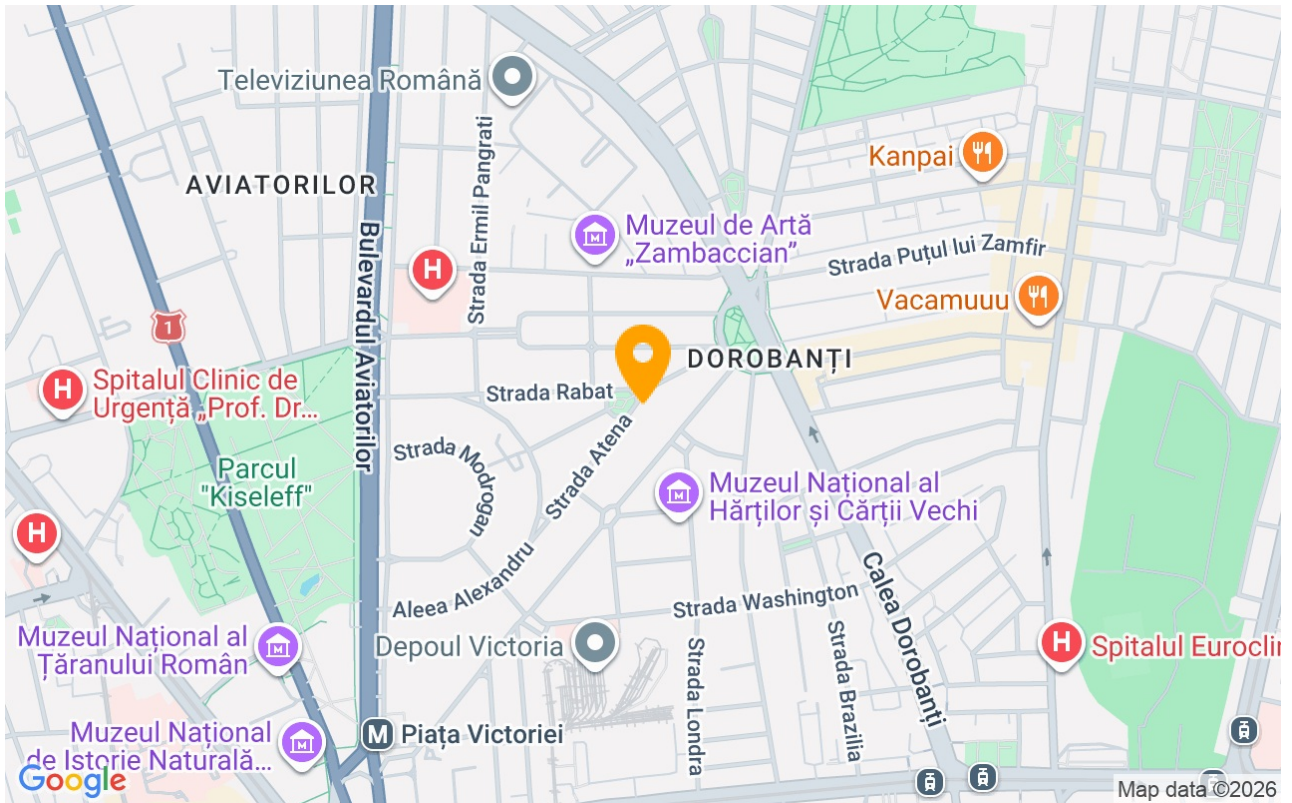 Televiziunea Română
Strada Ermil Pangrati
Kanpai
AVIATORILOR
Muzeul de Artă
„Zambaccian”
Strada Puțul lui Zamfir
Bulevardul Aviatorilor
H
Vacamuuu
1
DOROBANȚI
H
Spitalul Clinic de
Urgență „Prof. Dr...
Strada Rabat
Strada Atena
Strada Modrogan
Parcul
"Kiseleff"
M
Muzeul Național al
Hărților și Cărții Vechi
H
Aleea Alexandru
Calea Dorobanți
Strada Washington
Muzeul Național al
Țăranului Român
Depoul Victoria
Strada Londra
Strada Brazilia
H
Spitalul Euroclin
Muzeul Național
de Istorie Naturală...
M
Piața Victoriei
Google
Map data ©2026